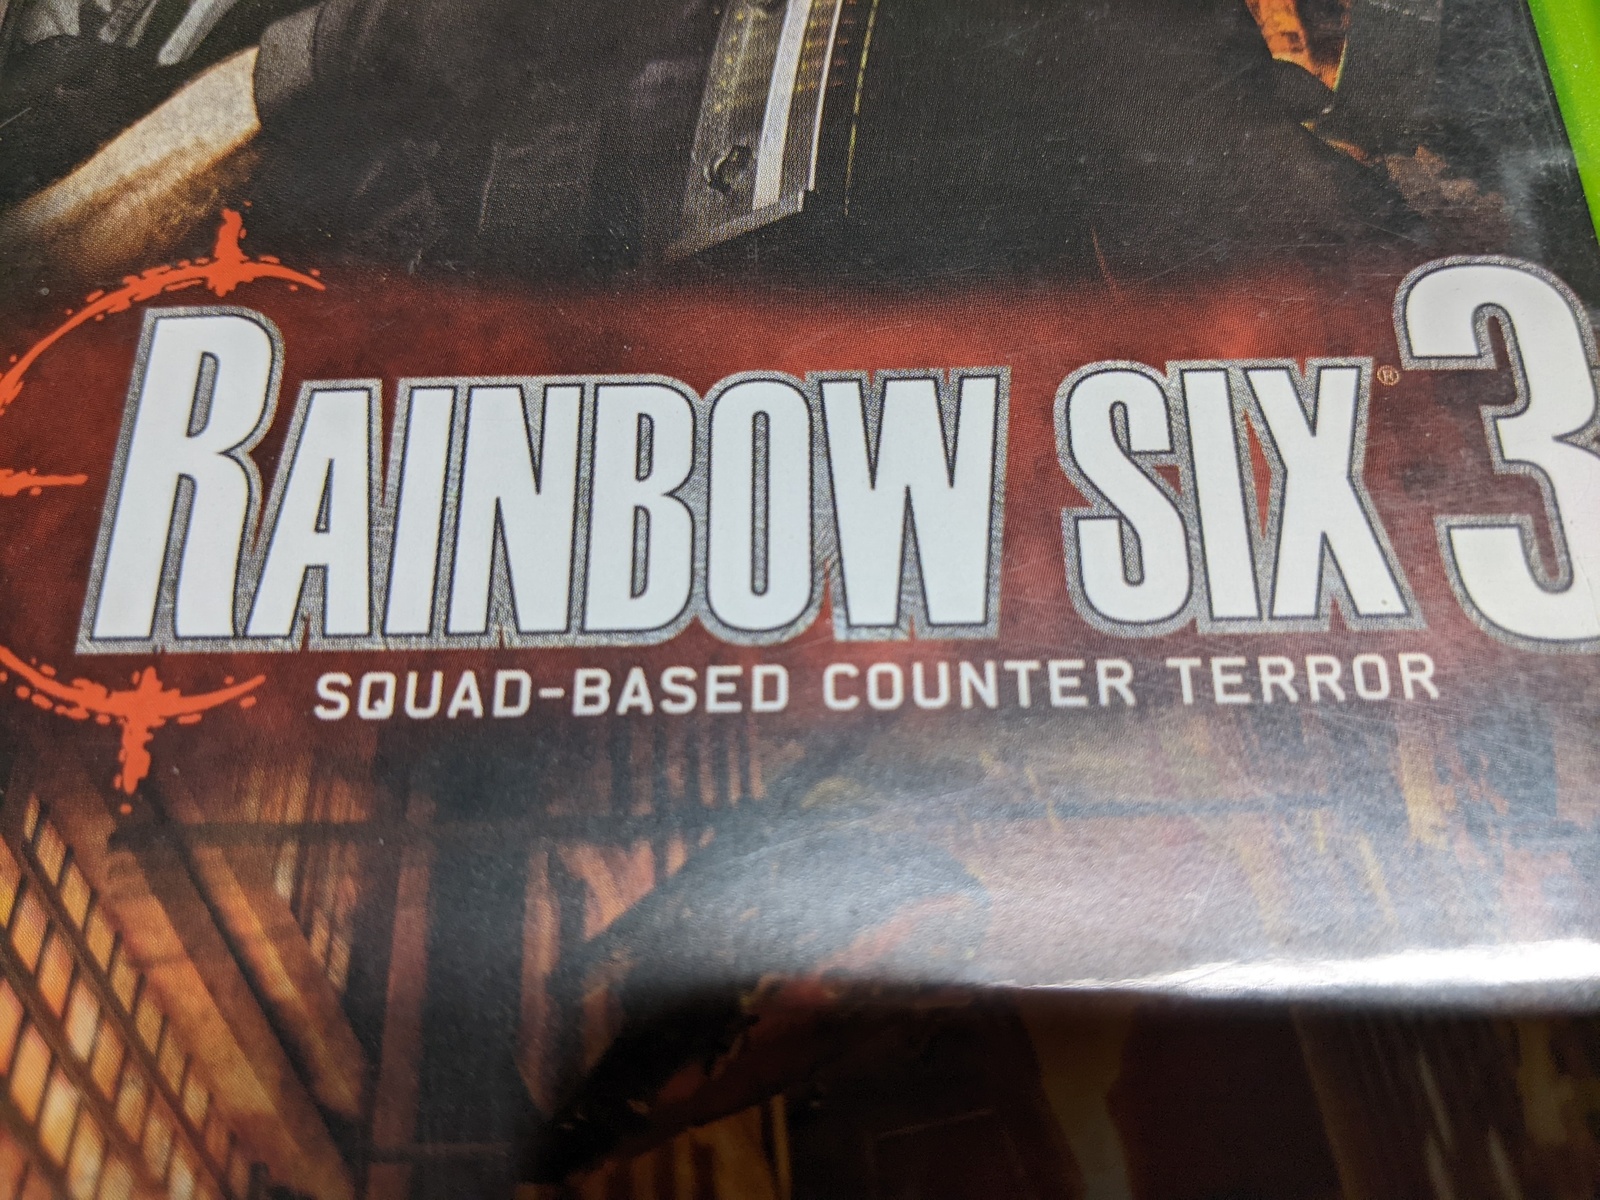 RAINBOW SIX® 3
SQUAD-BASED COUNTER TERROR